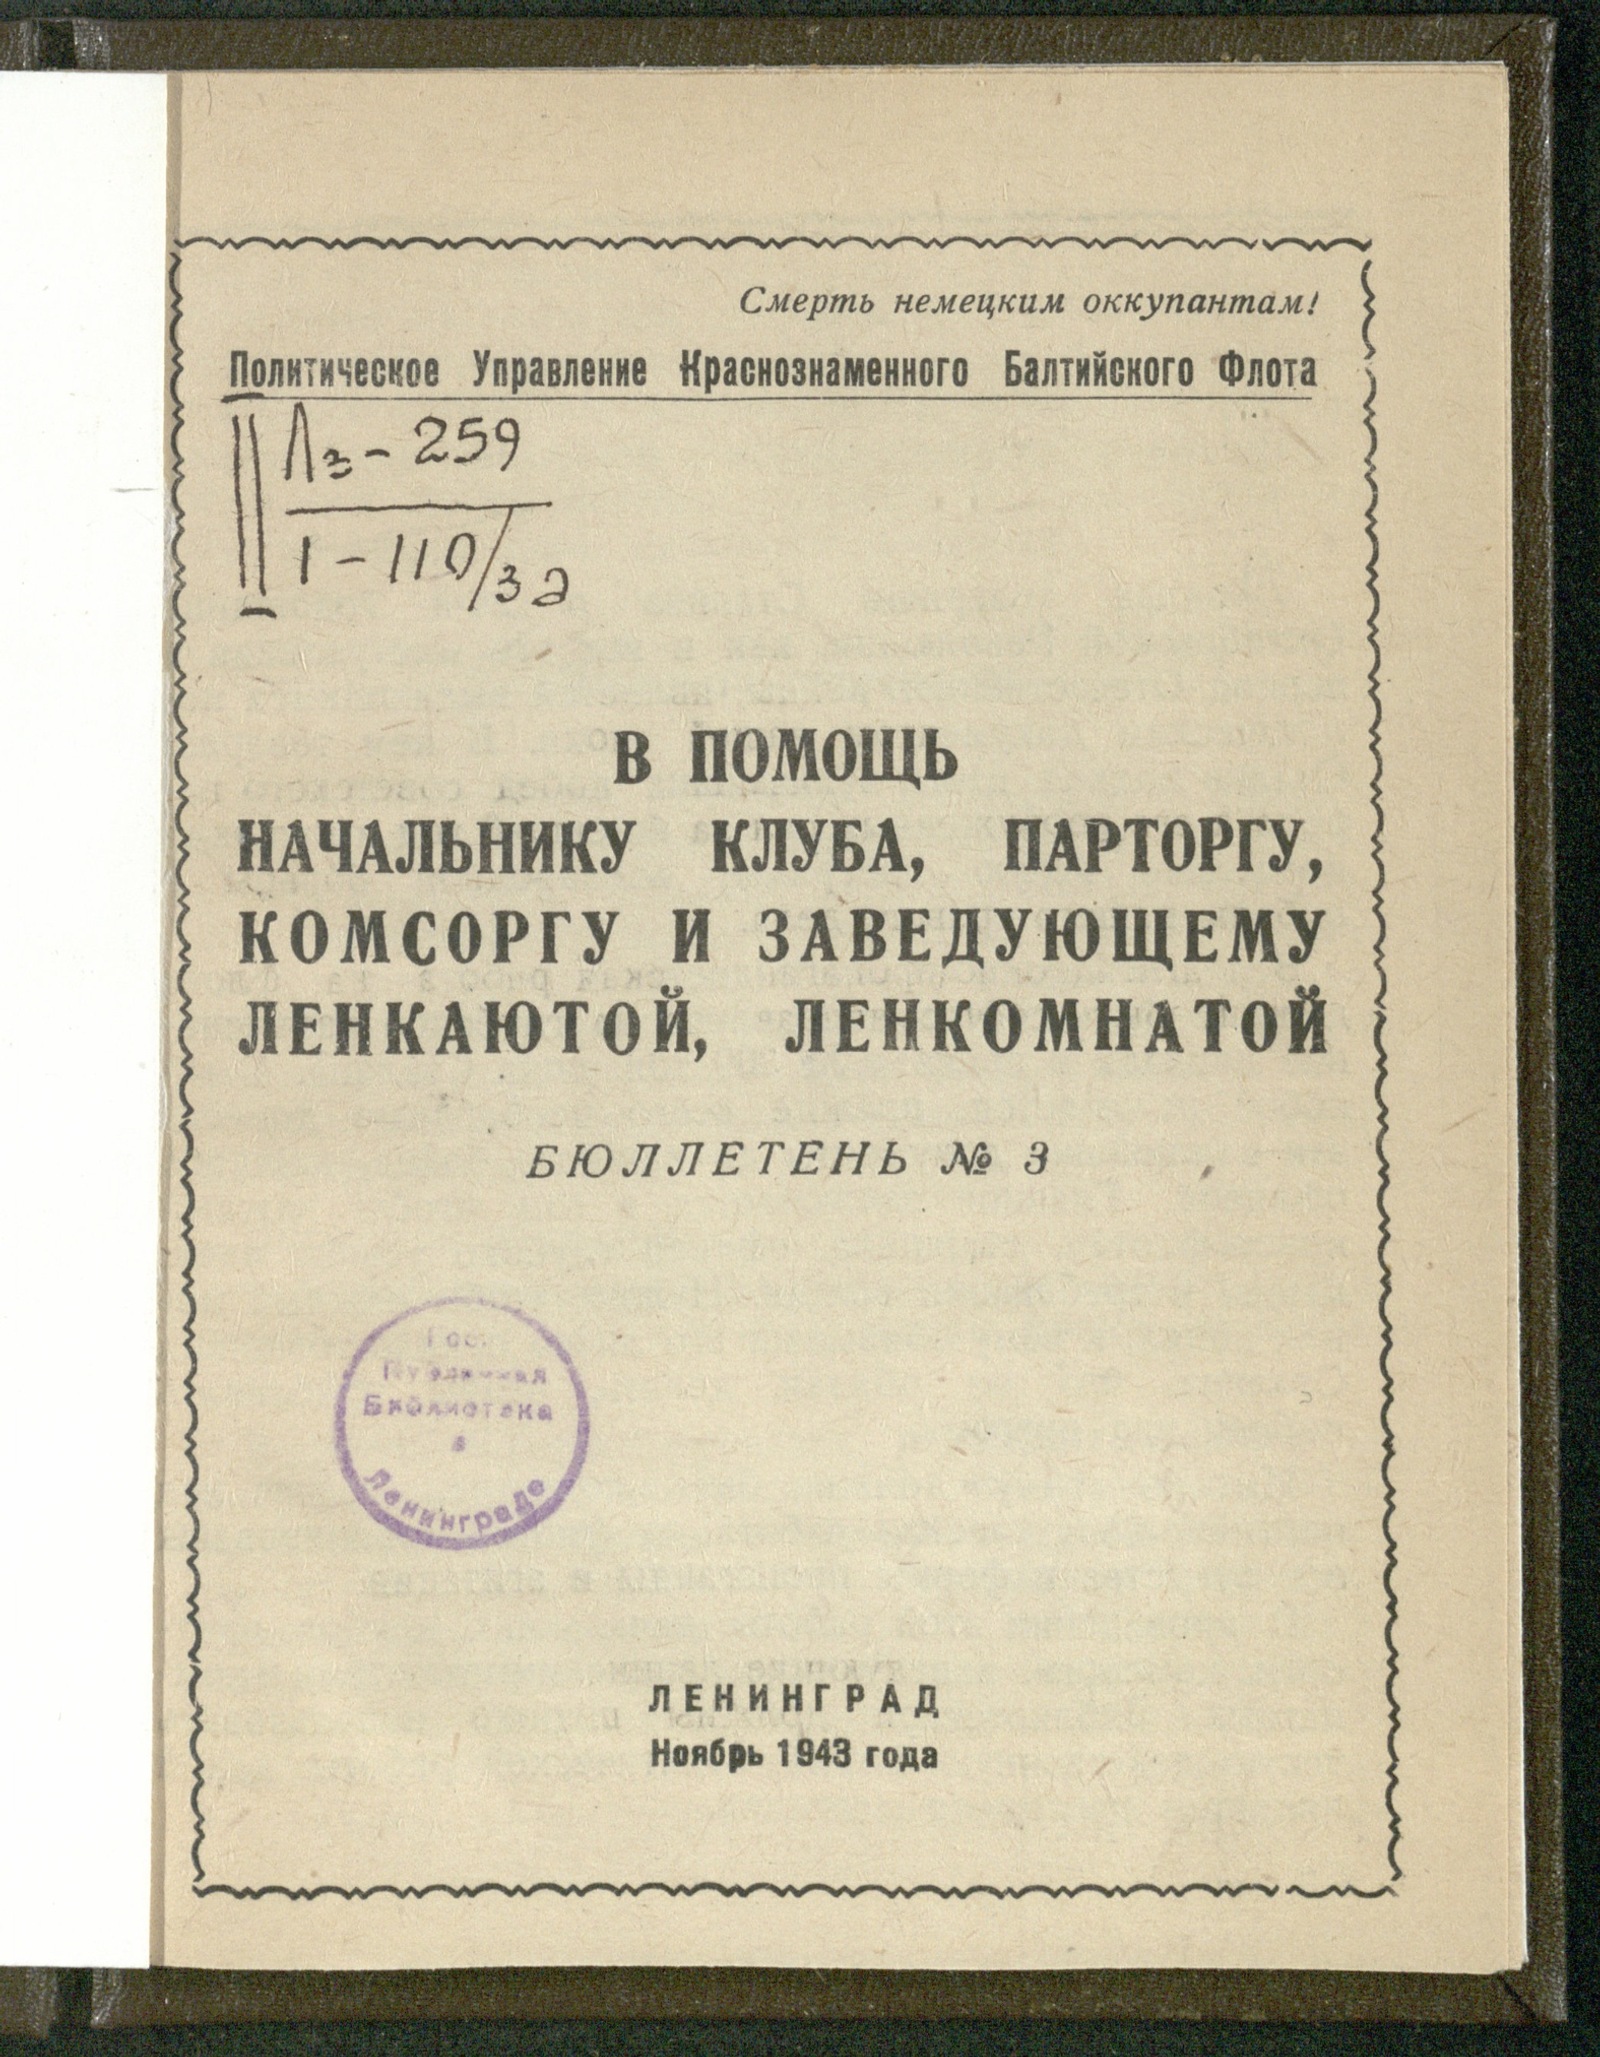 Смерть немецким оккупантам!
Политическое Управление Краснознаменного Балтийского Флота
Лз - 259
1 - 110/3а
В ПОМОЩЬ
НАЧАЛЬНИКУ КЛУБА, ПАРТОРГУ,
КОМСОРГУ И ЗАВЕДУЮЩЕМУ
ЛЕНКАЮТОЙ, ЛЕНКОМНАТОЙ
БЮЛЛЕТЕНЬ № 3
Гос.
Публичная
Библиотека
в
Ленинграде
ЛЕНИНГРАД
Ноябрь 1943 года